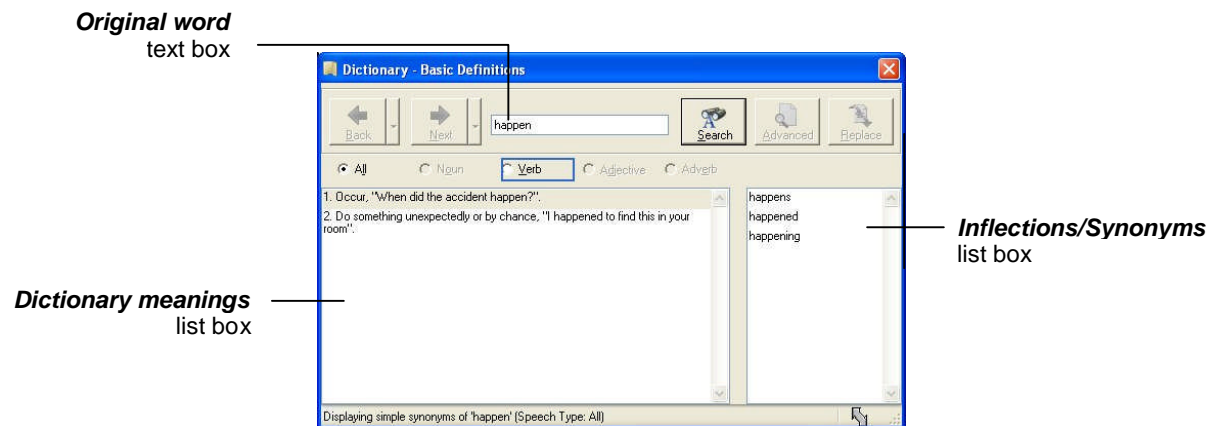 Original word
text box
Dictionary - Basic Definitions
Back
Next
happen
Search
Advanced
Replace
All
Noun
Verb
Adjective
Adverb
1. Occur, "When did the accident happen?".
2. Do something unexpectedly or by chance, "I happened to find this in your
room".
happens
happened
happening
Inflections/Synonyms
list box
Dictionary meanings
list box
Displaying simple synonyms of 'happen' (Speech Type: All)